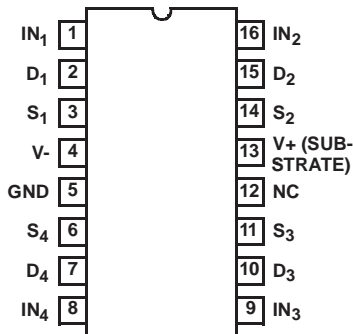 IN1 1 16 IN2
D1 2 15 D2
S1 3 14 S2
V- 4 13 V+ (SUB-
STRATE)
GND 5 12 NC
S4 6 11 S3
D4 7 10 D3
IN4 8 9 IN3